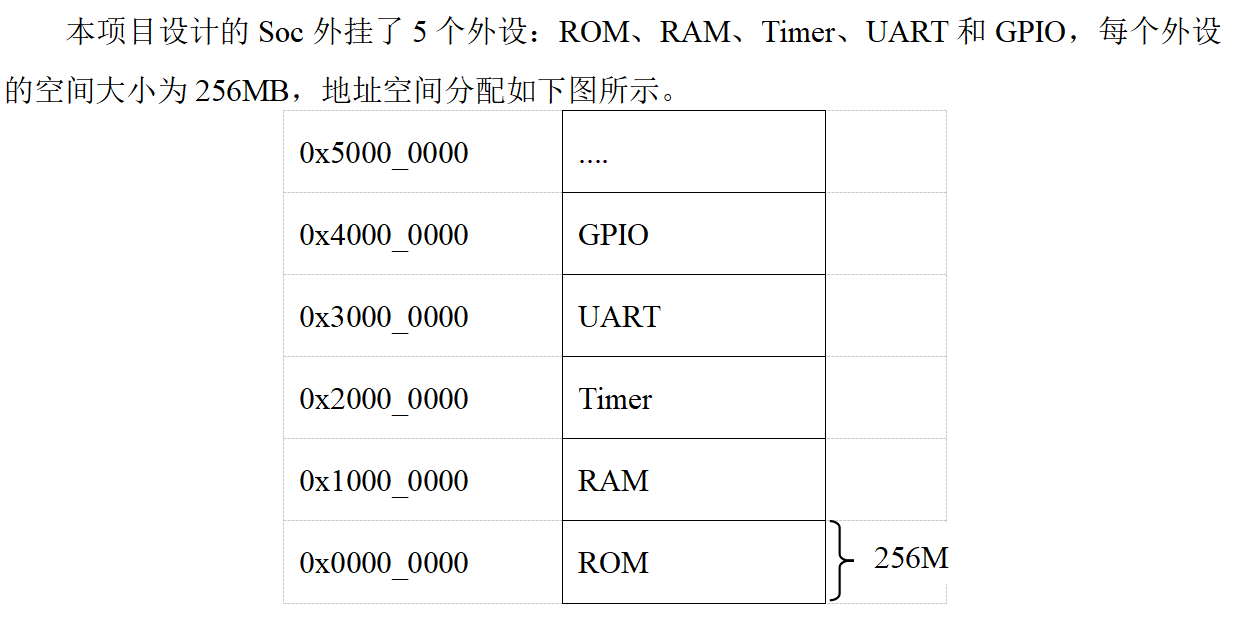 本项目设计的 Soc 外挂了 5 个外设：ROM、RAM、Timer、UART 和 GPIO，每个外设
的空间大小为 256MB，地址空间分配如下图所示。
0x5000_0000 ....
0x4000_0000 GPIO
0x3000_0000 UART
0x2000_0000 Timer
0x1000_0000 RAM
0x0000_0000 ROM 256M